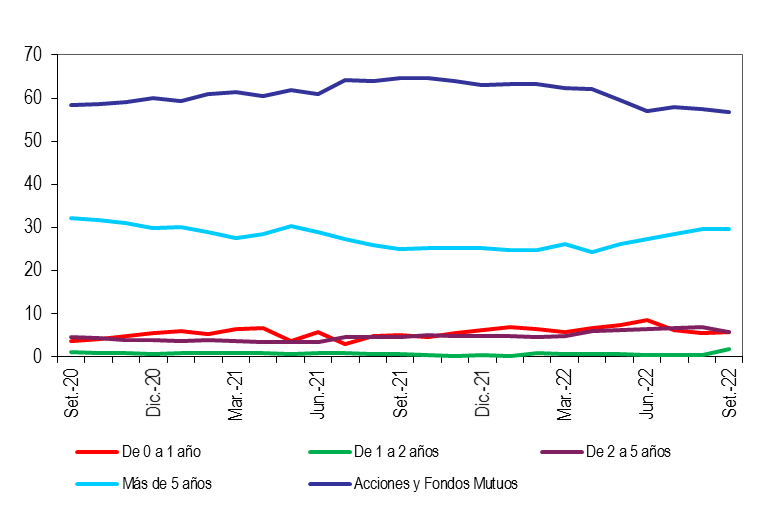 70
60
50
40
30
20
10
0
Set.-20
Dic.-20
Mar.-21
Jun.-21
Set.-21
Dic.-21
Mar.-22
Jun.-22
Set.-22
De 0 a 1 año
De 1 a 2 años
De 2 a 5 años
Más de 5 años
Acciones y Fondos Mutuos